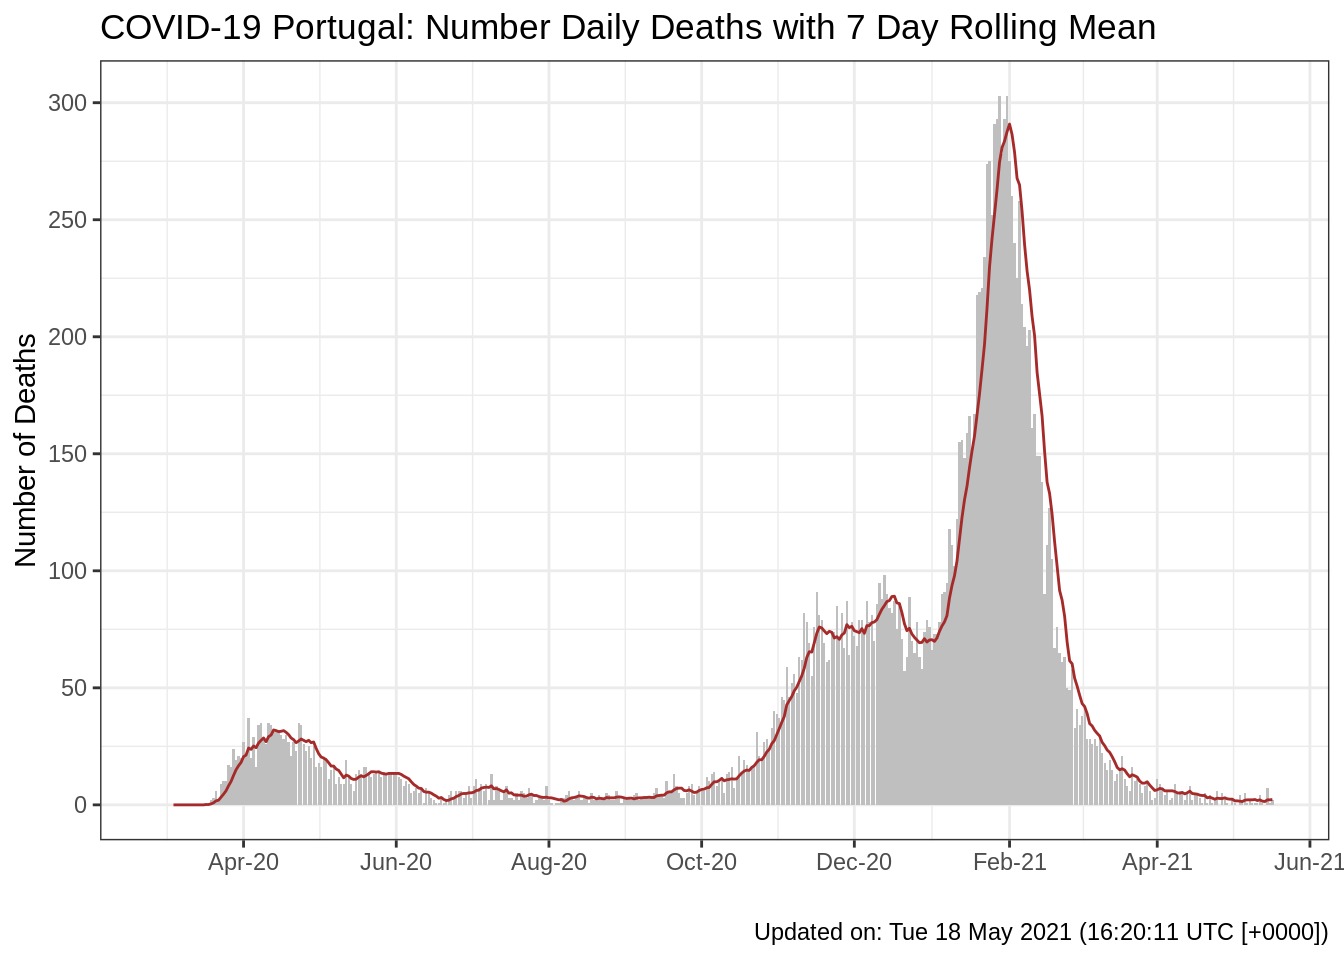 COVID-19 Portugal: Number Daily Deaths with 7 Day Rolling Mean
Number of Deaths
300
250
200
150
100
50
0
Apr-20 Jun-20 Aug-20 Oct-20 Dec-20 Feb-21 Apr-21 Jun-21
Updated on: Tue 18 May 2021 (16:20:11 UTC [+0000])